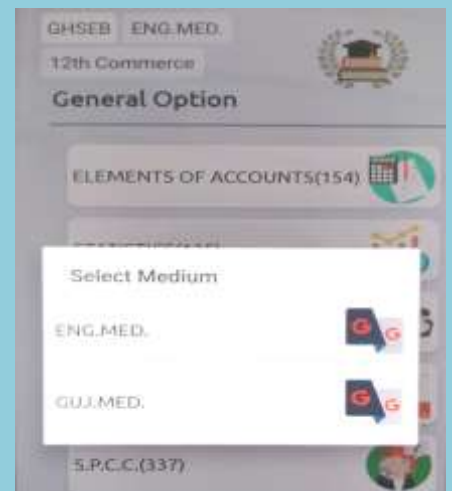 GHSEB ENG.MED.
12th Commerce
General Option
ELEMENTS OF ACCOUNTS(154)
Select Medium
ENG.MED.
G G
GUJ.MED.
G G
S.P.C.C.(337)